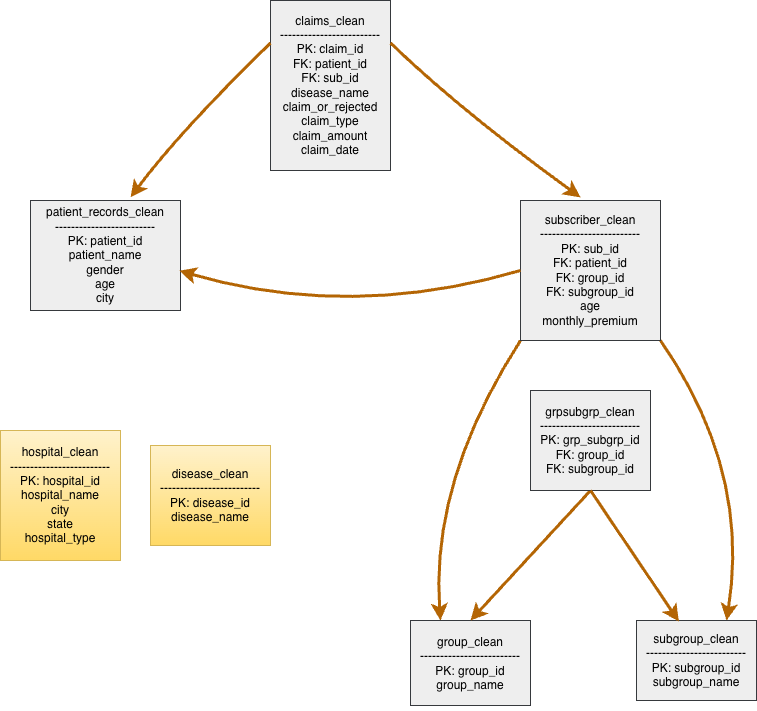 claims_clean
-------------------------
PK: claim_id
FK: patient_id
FK: sub_id
disease_name
claim_or_rejected
claim_type
claim_amount
claim_date
patient_records_clean
-------------------------
PK: patient_id
patient_name
gender
age
city
subscriber_clean
-------------------------
PK: sub_id
FK: patient_id
FK: group_id
FK: subgroup_id
age
monthly_premium
grpsubgrp_clean
-------------------------
PK: grp_subgrp_id
FK: group_id
FK: subgroup_id
hospital_clean
-------------------------
PK: hospital_id
hospital_name
city
state
hospital_type
disease_clean
-------------------------
PK: disease_id
disease_name
group_clean
-------------------------
PK: group_id
group_name
subgroup_clean
-------------------------
PK: subgroup_id
subgroup_name